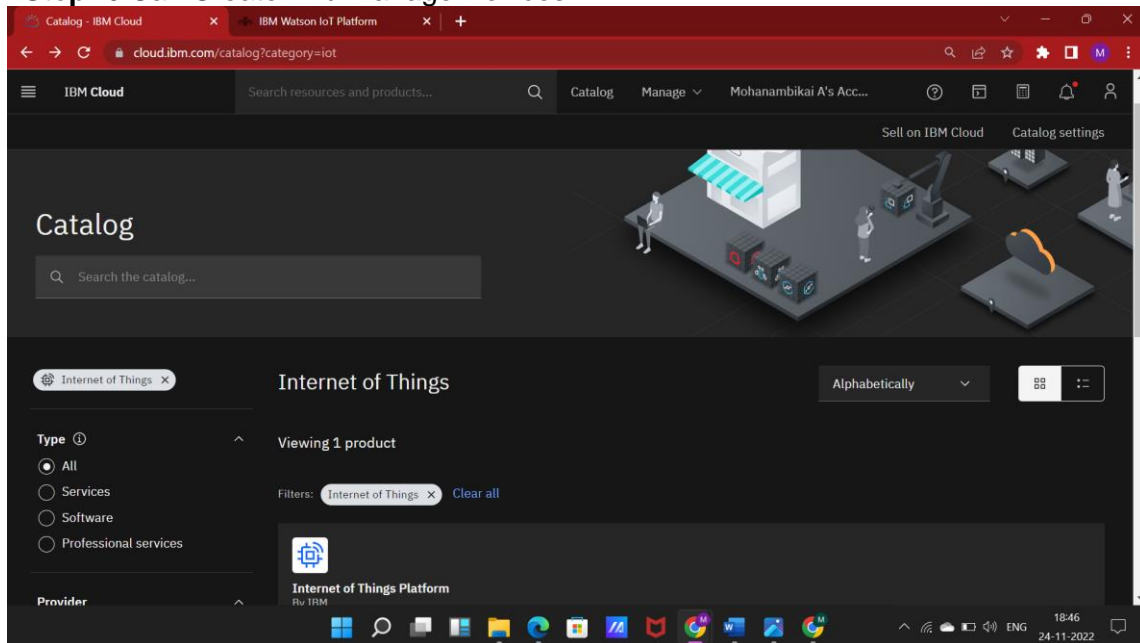 Catalog - IBM Cloud
IBM Watson IoT Platform
cloud.ibm.com/catalog?category=iot
M
IBM Cloud
Search resources and products...
Catalog
Manage
Mohanambikai A's Acc...
Sell on IBM Cloud
Catalog settings
Catalog
Search the catalog...
Internet of Things
Internet of Things
Alphabetically
Type
All
Services
Software
Professional services
Viewing 1 product
Filters: Internet of Things Clear all
Internet of Things Platform
By IBM
Provider
ENG
18:46
24-11-2022